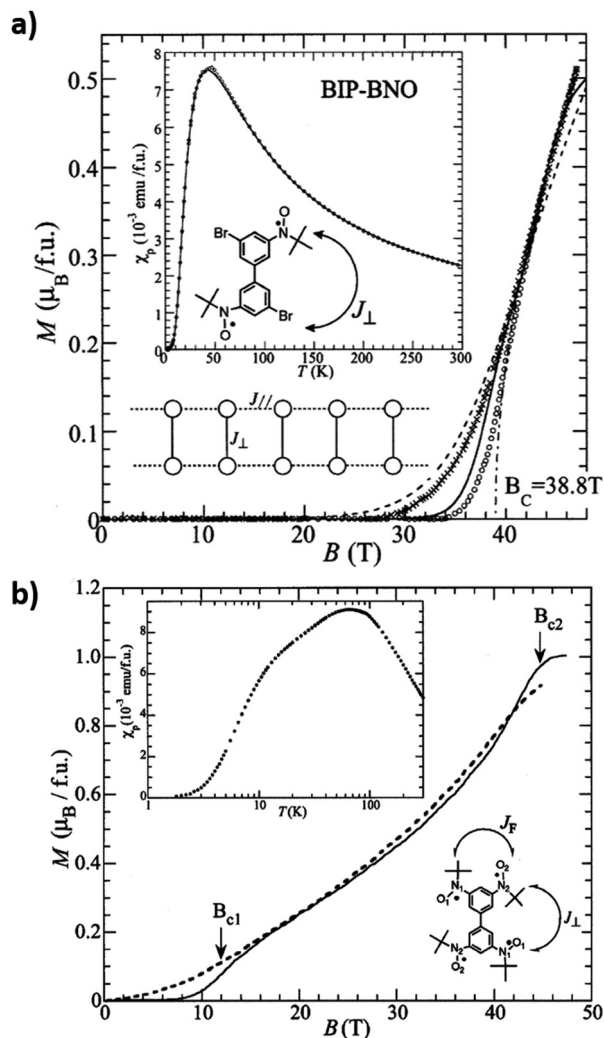 a)
0.5
0.4
0.3
0.2
0.1
0
M (μB/f.u.)
8
7
6
5
4
3
2
1
0
χp (10⁻³ emu /f.u.)
BIP-BNO
O
N
Br
Br
N
O
J⊥
0 50 100 150 200 250 300
T (K)
J//
J⊥
BC=38.8T
0 10 20 30 40
B (T)
b)
1.2
1.0
0.8
0.6
0.4
0.2
0
M (μB / f.u.)
8
6
4
2
0
χp(10⁻³ emu/f.u.)
1 10 100
T(K)
Bc2
Bc1
JF
O2
N1 N2
O1
J⊥
N2 O1
O2 N1
0 10 20 30 40 50
B (T)